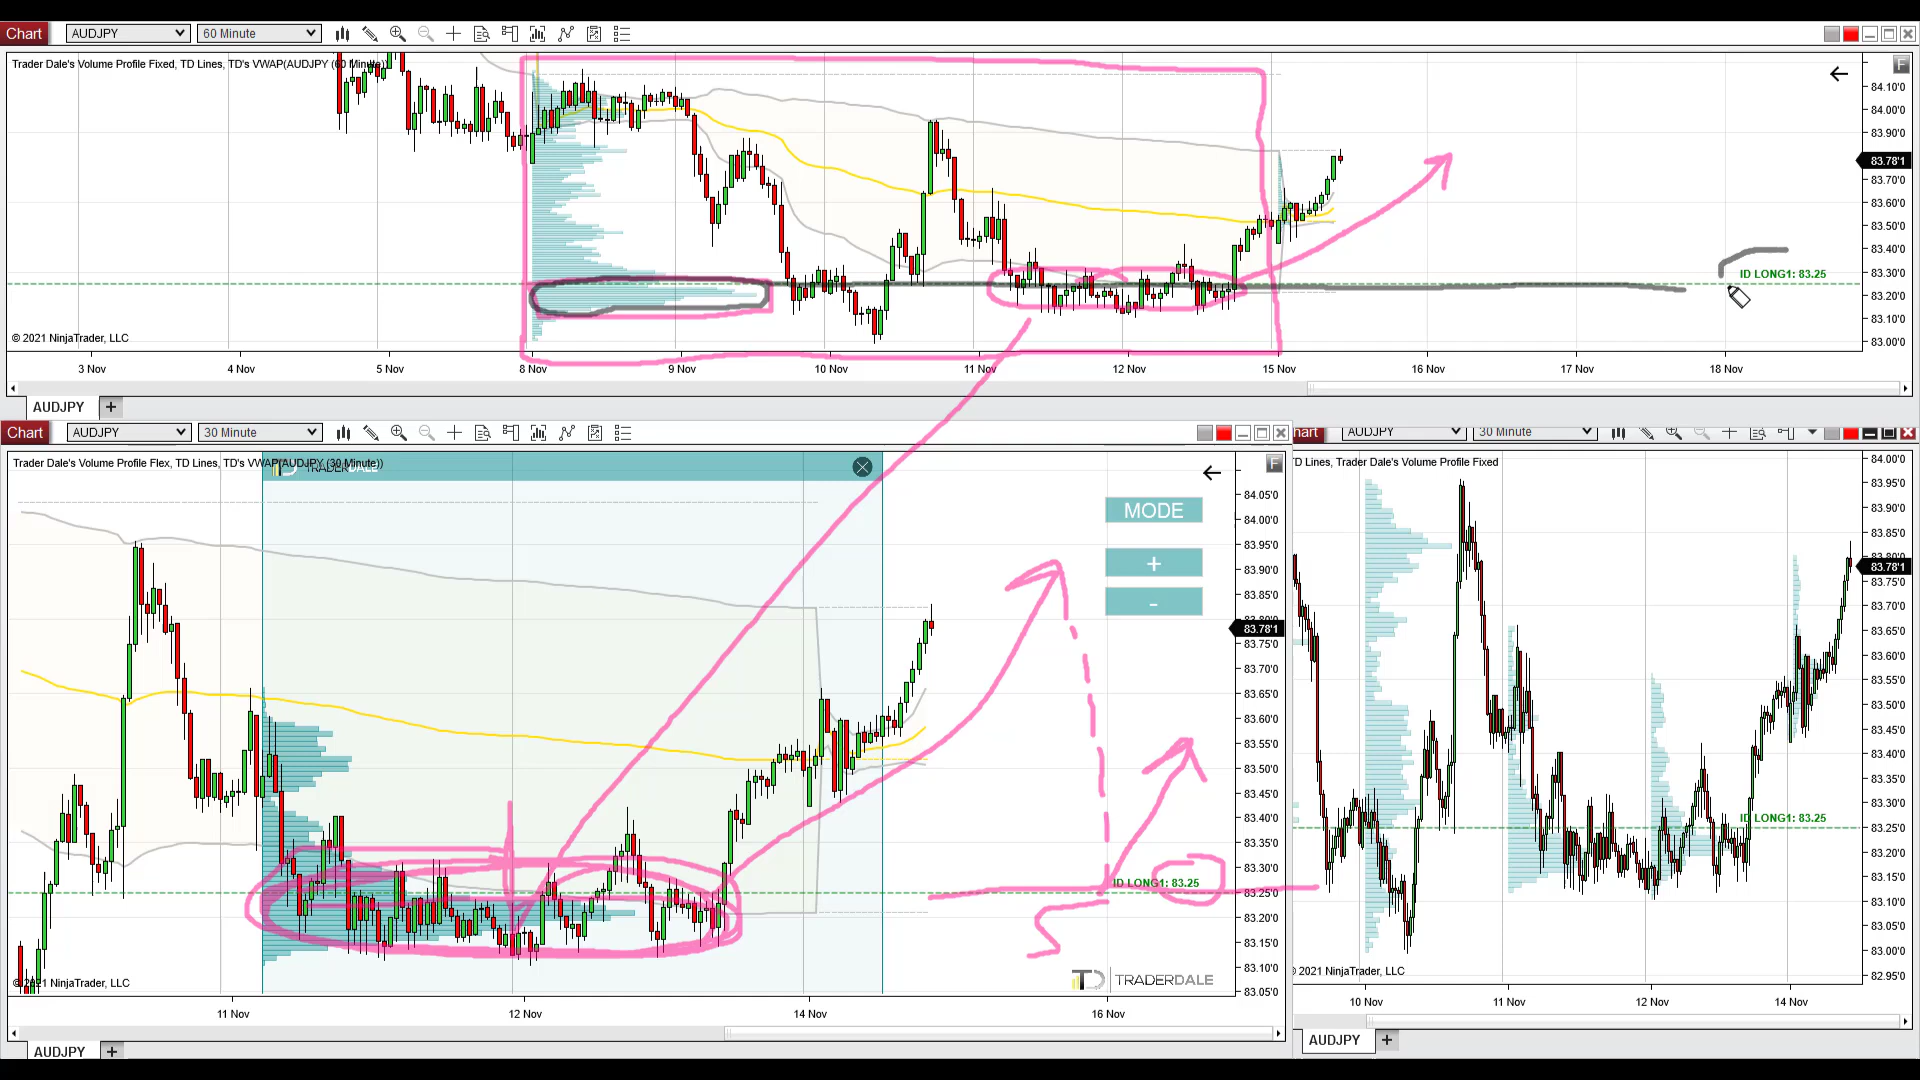 Chart AUDJPY 60 Minute
Trader Dale's Volume Profile Fixed, TD Lines, TD's VWAP(AUDJPY (60 Minute))
F
84.10'0
84.00'0
83.90'0
83.78'1
83.70'0
83.60'0
83.50'0
83.40'0
83.30'0
83.20'0
83.10'0
83.00'0
ID LONG1: 83.25
© 2021 NinjaTrader, LLC
3 Nov 4 Nov 5 Nov 8 Nov 9 Nov 10 Nov 11 Nov 12 Nov 15 Nov 16 Nov 17 Nov 18 Nov
AUDJPY +
Chart AUDJPY 30 Minute
Trader Dale's Volume Profile Flex, TD Lines, TD's VWAP(AUDJPY (30 Minute))
TRADERDALE
F
MODE
+
-
84.05'0
84.00'0
83.95'0
83.90'0
83.85'0
83.80'0
83.78'1
83.75'0
83.70'0
83.65'0
83.60'0
83.55'0
83.50'0
83.45'0
83.40'0
83.35'0
83.30'0
83.25'0
83.20'0
83.15'0
83.10'0
83.05'0
ID LONG1: 83.25
TD TRADERDALE
© 2021 NinjaTrader, LLC
11 Nov 12 Nov 14 Nov 16 Nov
AUDJPY +
hart AUDJPY 30 Minute
D Lines, Trader Dale's Volume Profile Fixed
84.00'0
83.95'0
83.90'0
83.85'0
83.80'0
83.78'1
83.75'0
83.70'0
83.65'0
83.60'0
83.55'0
83.50'0
83.45'0
83.40'0
83.35'0
83.30'0
83.25'0
83.20'0
83.15'0
83.10'0
83.05'0
83.00'0
82.95'0
ID LONG1: 83.25
© 2021 NinjaTrader, LLC
10 Nov 11 Nov 12 Nov 14 Nov
AUDJPY +